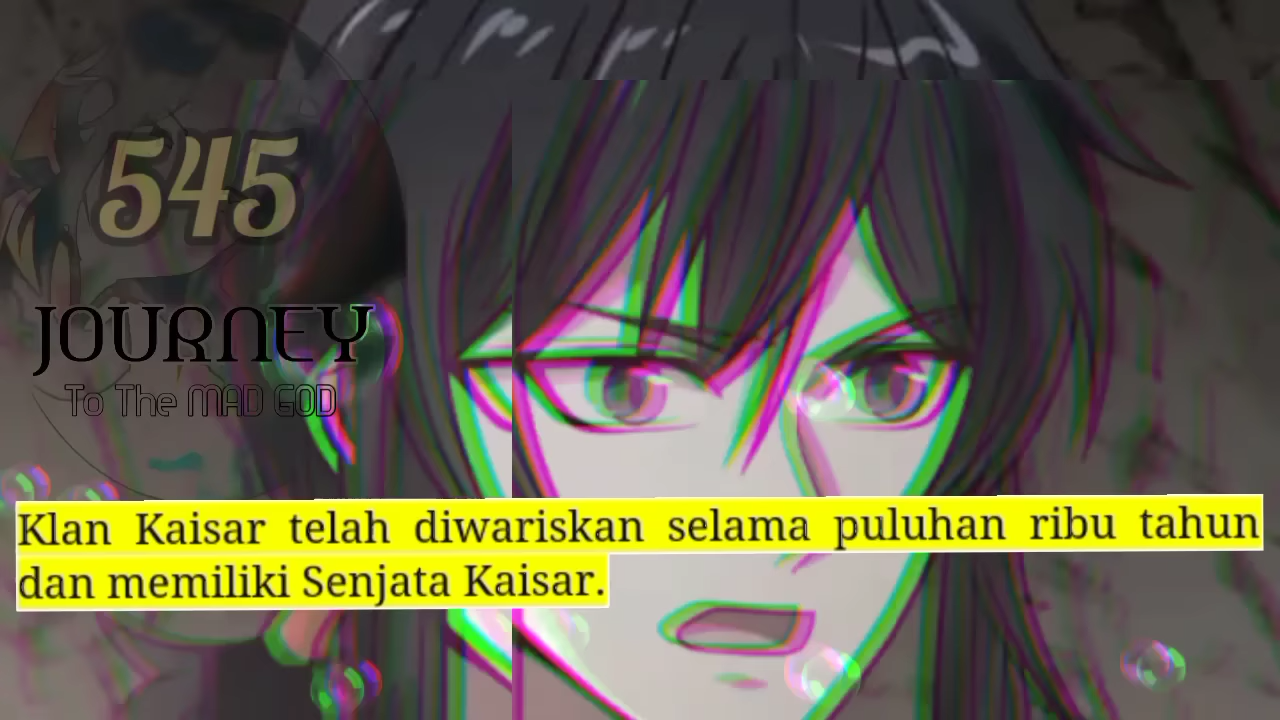 545
JOURNEY
To The MAD GOD
Klan Kaisar telah diwariskan selama puluhan ribu tahun
dan memiliki Senjata Kaisar.